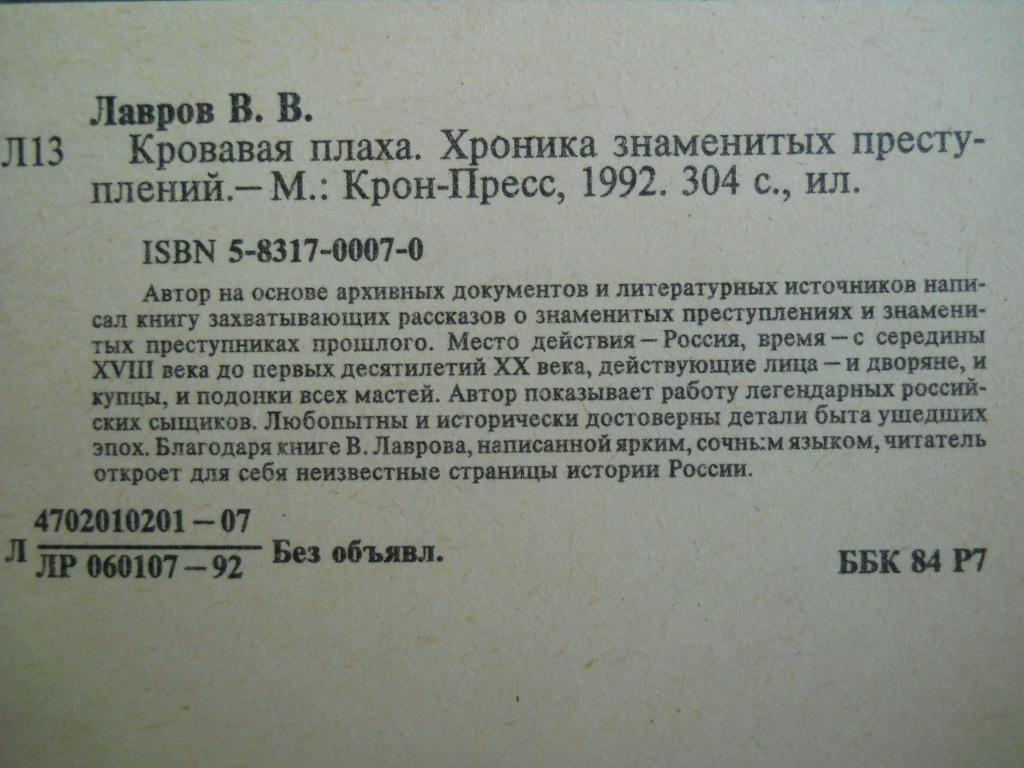 Лавров В. В.
Л13 Кровавая плаха. Хроника знаменитых престу-
плений.— М.: Крон-Пресс, 1992. 304 с., ил.
ISBN 5-8317-0007-0
Автор на основе архивных документов и литературных источников напи-
сал книгу захватывающих рассказов о знаменитых преступлениях и знамени-
тых преступниках прошлого. Место действия — Россия, время — с середины
XVIII века до первых десятилетий XX века, действующие лица — и дворяне, и
купцы, и подонки всех мастей. Автор показывает работу легендарных россий-
ских сыщиков. Любопытны и исторически достоверны детали быта ушедших
эпох. Благодаря книге В. Лаврова, написанной ярким, сочным языком, читатель
откроет для себя неизвестные страницы истории России.
4702010201 — 07
Л Без объявл.
ЛР 060107 — 92
ББК 84 Р7